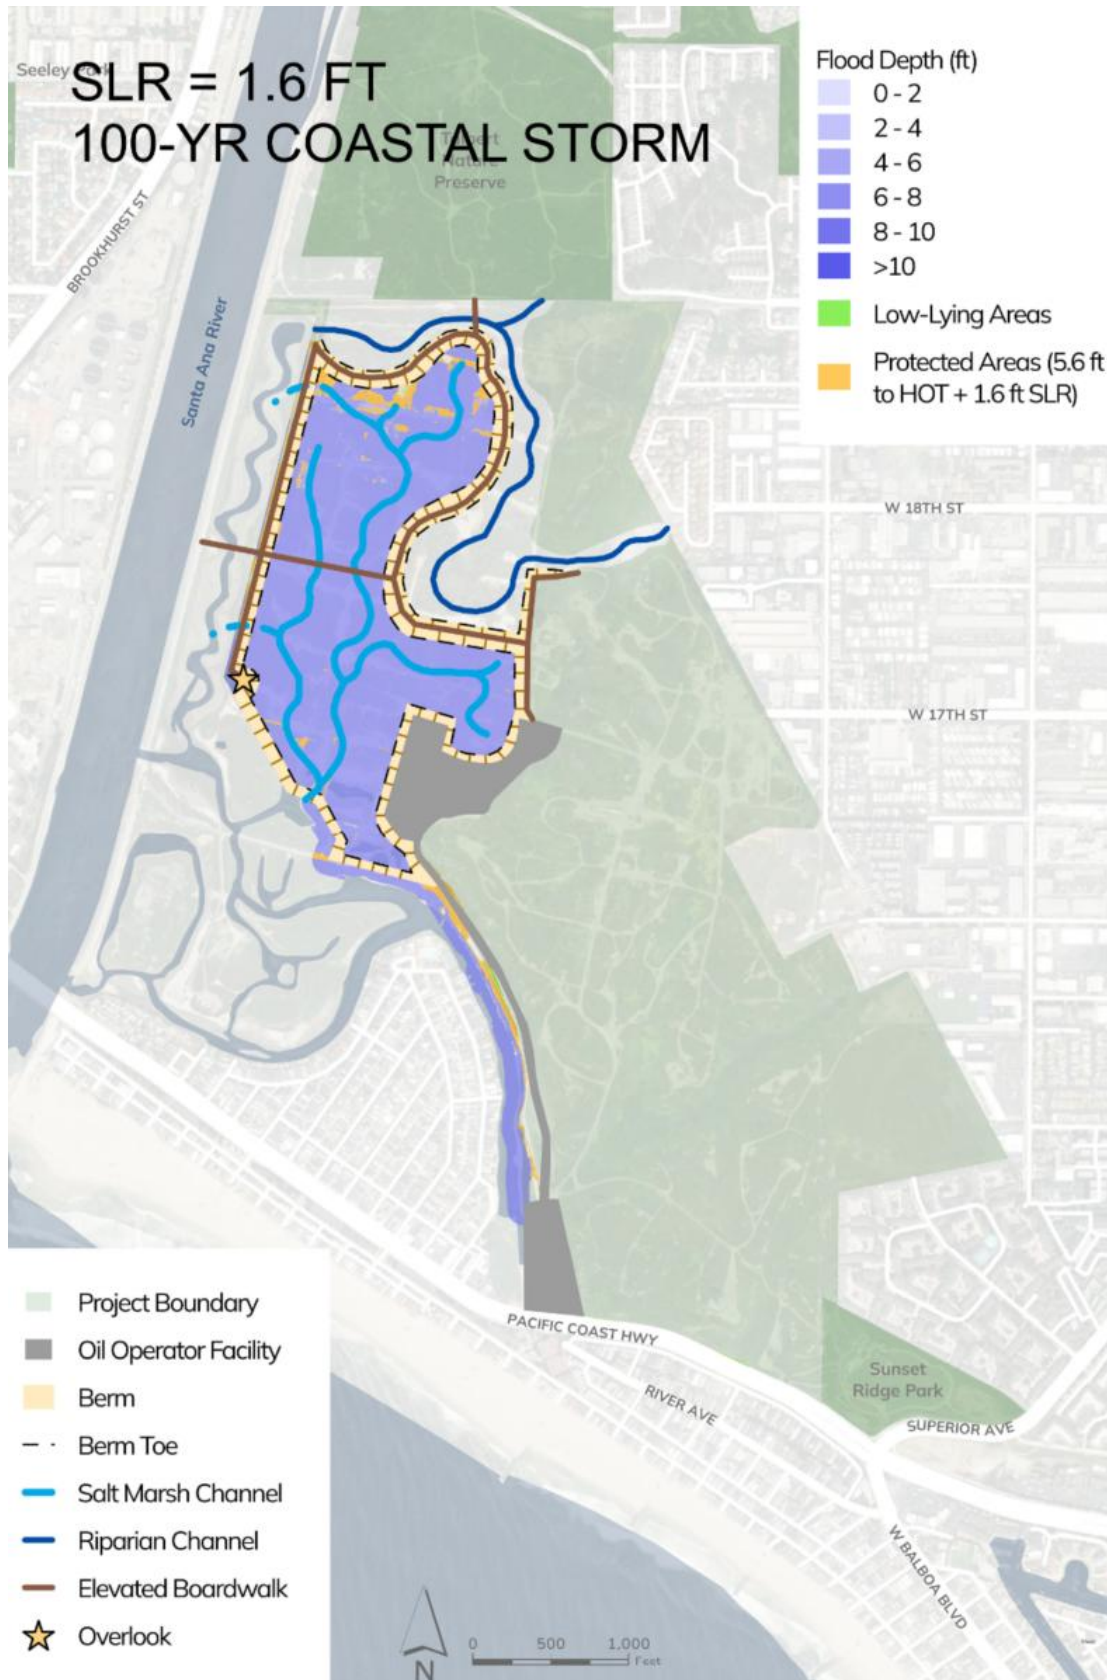 Seeley Park
SLR = 1.6 FT
100-YR COASTAL STORM
Nature
Preserve
BROOKHURST ST
Santa Ana River
Flood Depth (ft)
0 - 2
2 - 4
4 - 6
6 - 8
8 - 10
>10
Low-Lying Areas
Protected Areas (5.6 ft
to HOT + 1.6 ft SLR)
W 18TH ST
W 17TH ST
Project Boundary
Oil Operator Facility
Berm
Berm Toe
Salt Marsh Channel
Riparian Channel
Elevated Boardwalk
Overlook
PACIFIC COAST HWY
RIVER AVE
Sunset
Ridge Park
SUPERIOR AVE
W BALBOA BLVD
N
0 500 1,000
Feet